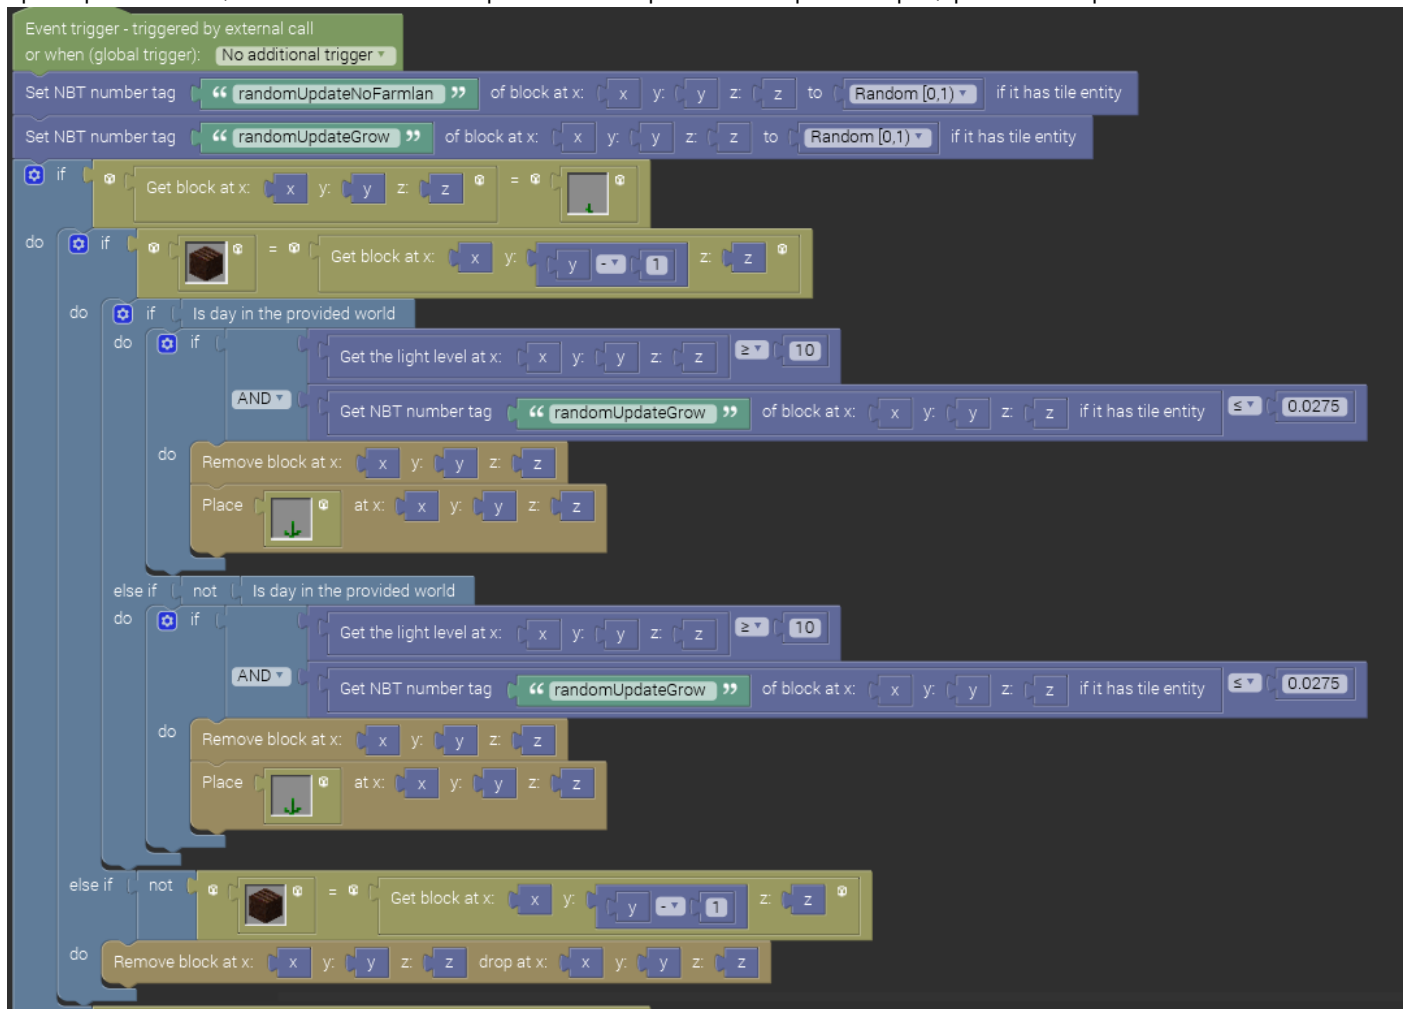 Event trigger - triggered by external call
or when (global trigger): No additional trigger
Set NBT number tag “ randomUpdateNoFarmlan ” of block at x: x y: y z: z to Random [0,1) if it has tile entity
Set NBT number tag “ randomUpdateGrow ” of block at x: x y: y z: z to Random [0,1) if it has tile entity
if Get block at x: x y: y z: z =
do if = Get block at x: x y: y - 1 z: z
do if Is day in the provided world
do if Get the light level at x: x y: y z: z ≥ 10
AND Get NBT number tag “ randomUpdateGrow ” of block at x: x y: y z: z if it has tile entity ≤ 0.0275
do Remove block at x: x y: y z: z
Place at x: x y: y z: z
else if not Is day in the provided world
do if Get the light level at x: x y: y z: z ≥ 10
AND Get NBT number tag “ randomUpdateGrow ” of block at x: x y: y z: z if it has tile entity ≤ 0.0275
do Remove block at x: x y: y z: z
Place at x: x y: y z: z
else if not = Get block at x: x y: y - 1 z: z
do Remove block at x: x y: y z: z drop at x: x y: y z: z